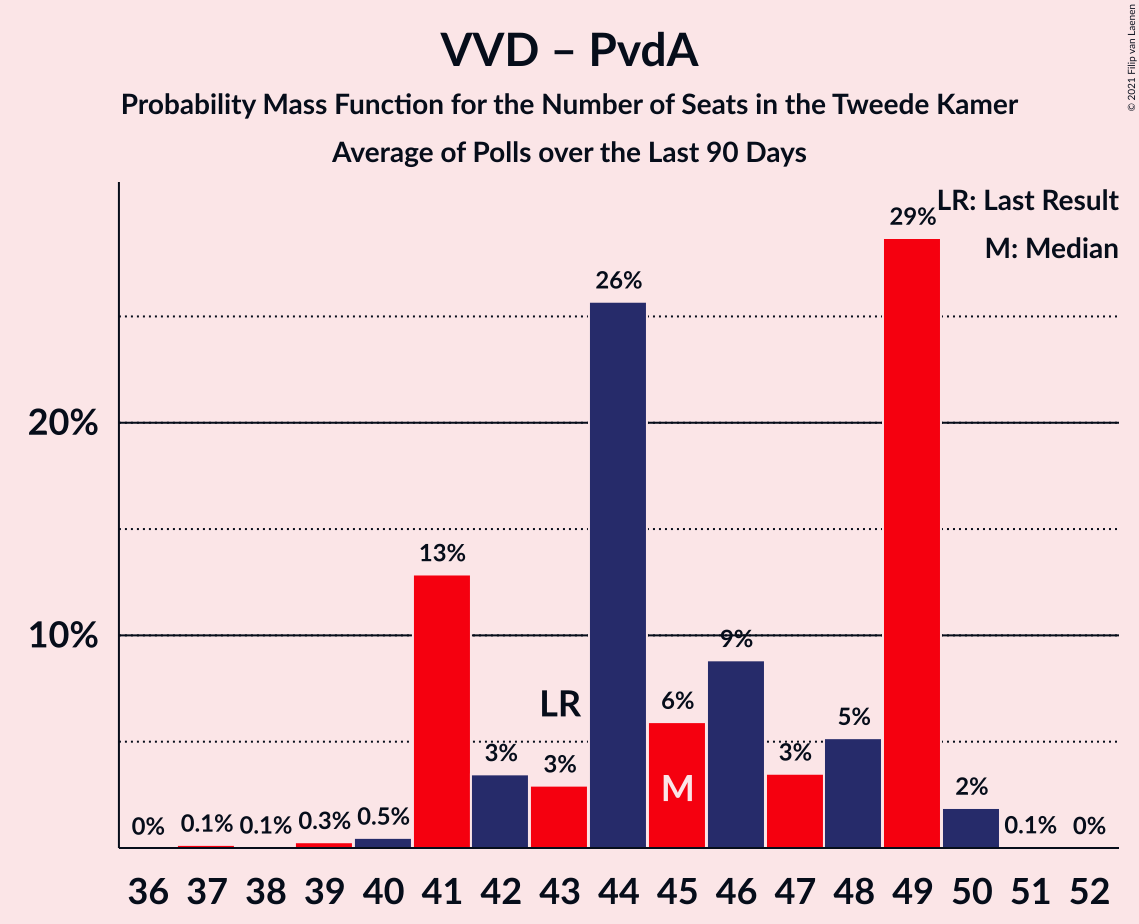 VVD – PvdA
Probability Mass Function for the Number of Seats in the Tweede Kamer
Average of Polls over the Last 90 Days
© 2021 Filip van Laenen
LR: Last Result
M: Median
20%
10%
0%
0.1%
0.1%
0.3%
0.5%
13%
3%
3%
26%
6%
9%
3%
5%
29%
2%
0.1%
0%
LR
M
36 37 38 39 40 41 42 43 44 45 46 47 48 49 50 51 52